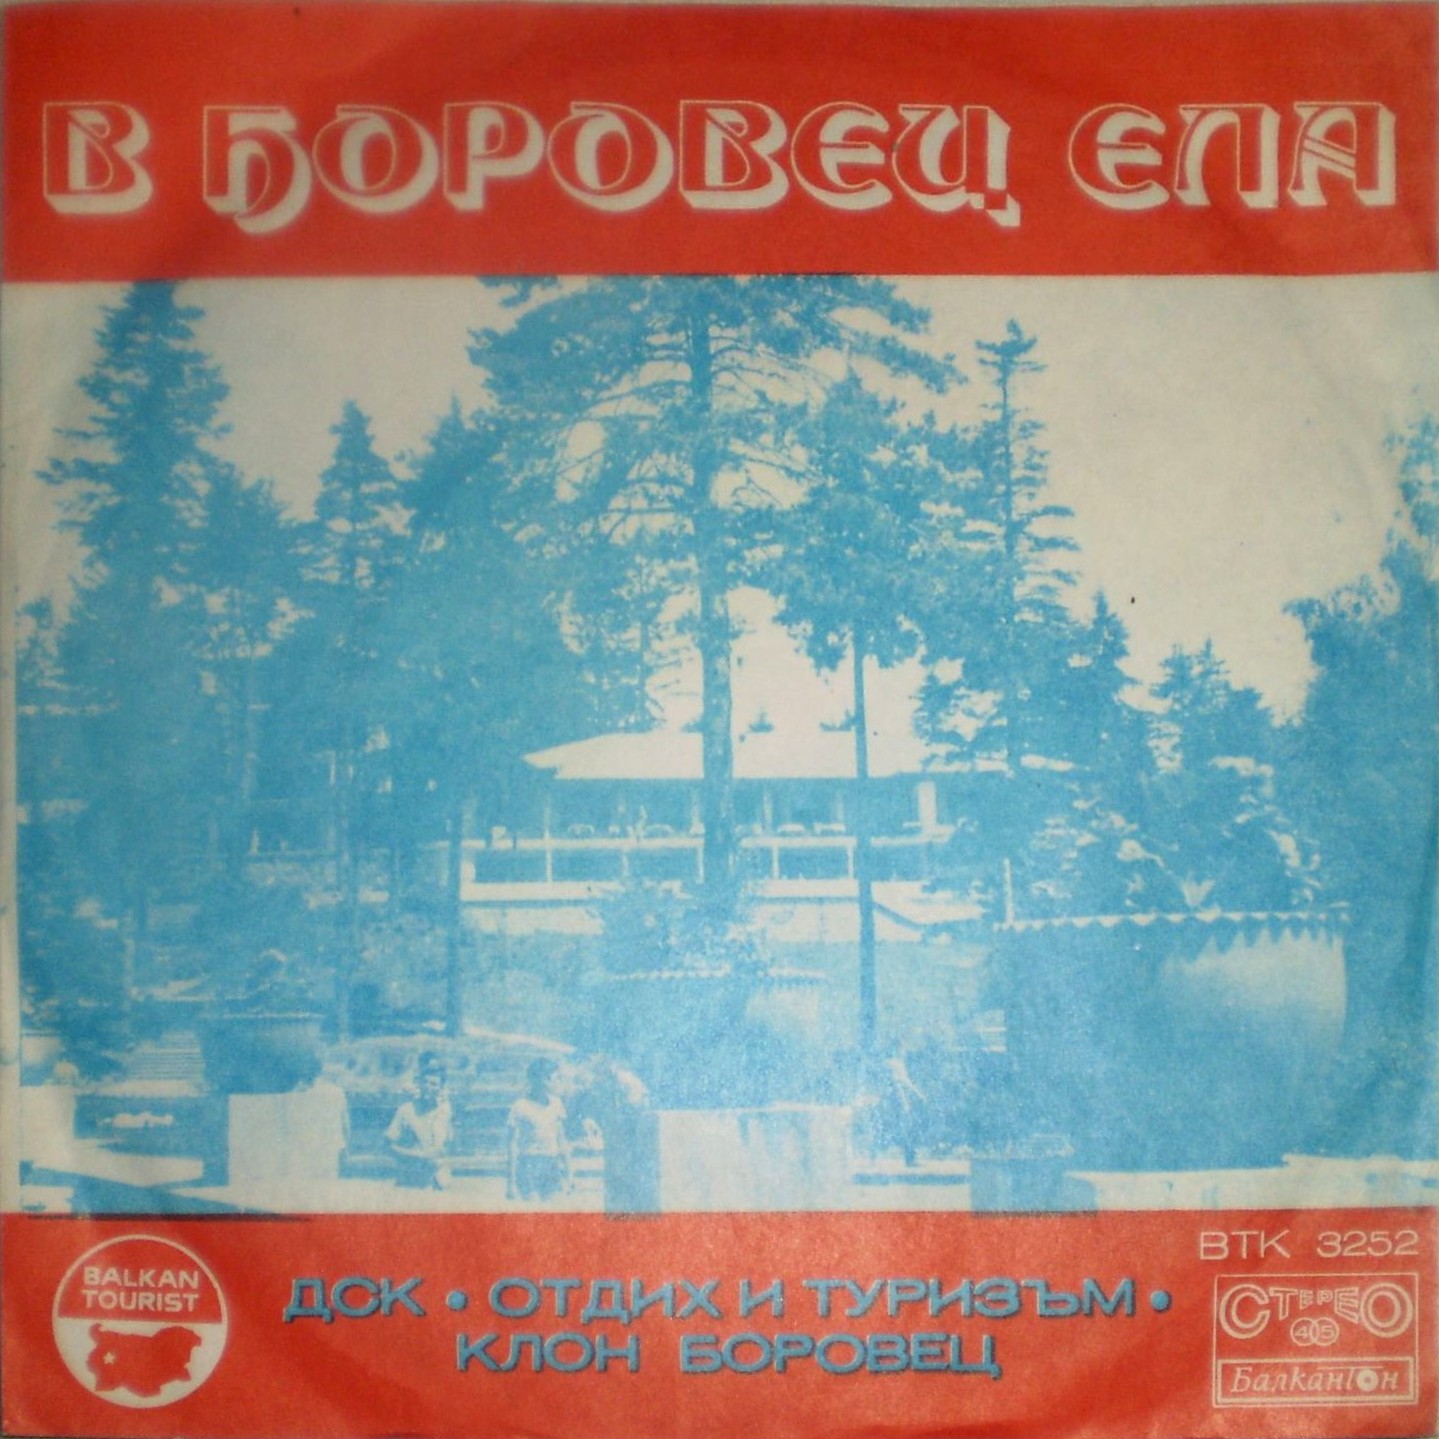 В БОРОВЕЦ ЕЛА
BALKAN
TOURIST
ДСК • ОТДИХ И ТУРИЗЪМ •
КЛОН БОРОВЕЦ
ВТК 3252
СТЕРЕО
45
Балкантон